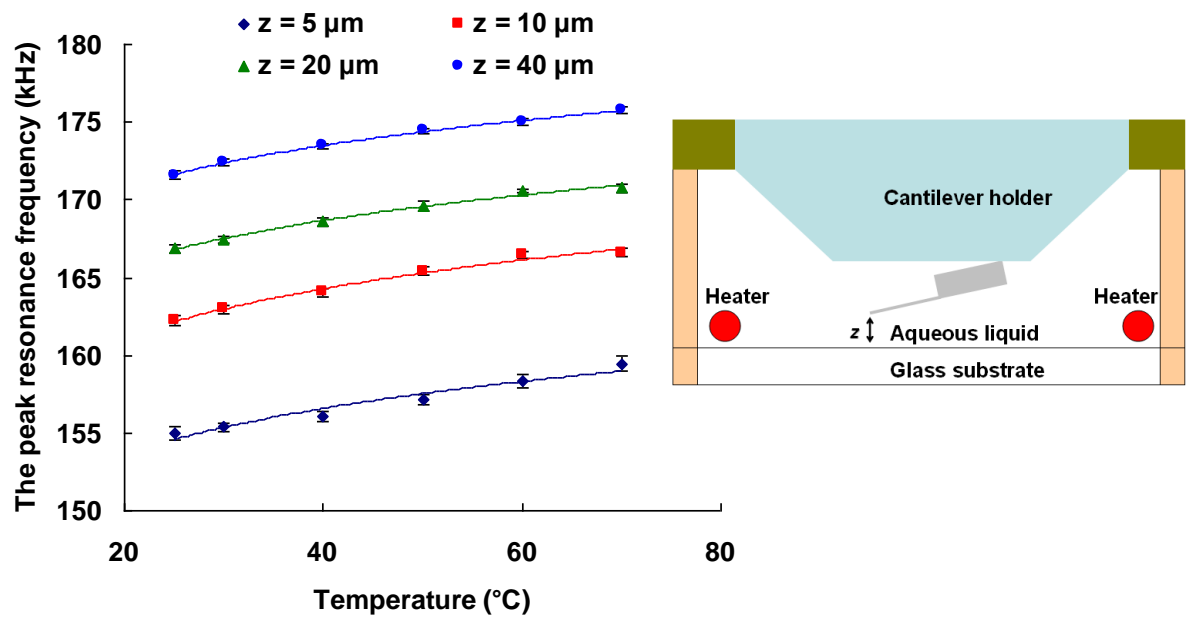 z = 5 µm
z = 10 µm
z = 20 µm
z = 40 µm
The peak resonance frequency (kHz)
180
175
170
165
160
155
150
20 40 60 80
Temperature (°C)
Cantilever holder
Heater Heater
z Aqueous liquid
Glass substrate